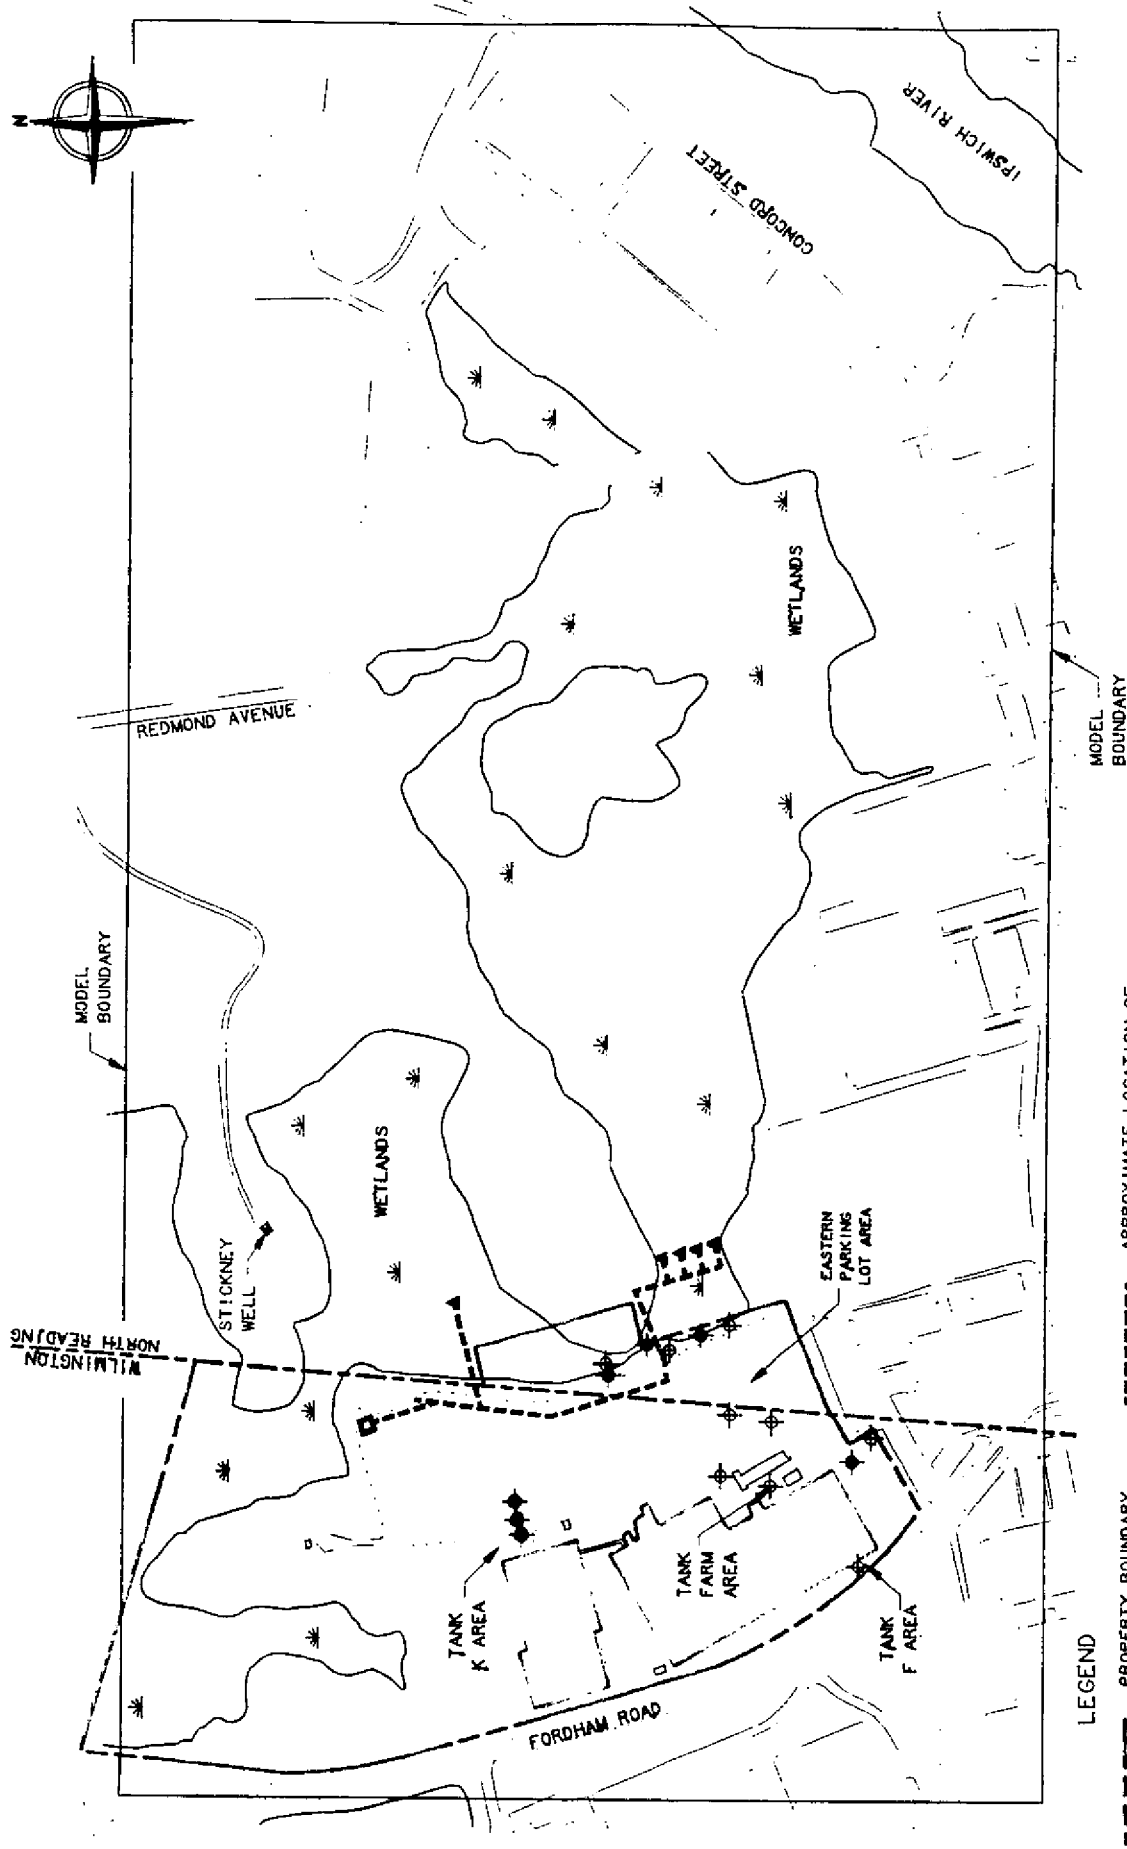 N
IPSWICH RIVER
CONCORD STREET
WETLANDS
REDMOND AVENUE
MODEL
BOUNDARY
MODEL
BOUNDARY
WETLANDS
STICKNEY
WELL
NORTH READING
WILMINGTON
EASTERN
PARKING
LOT AREA
TANK
K AREA
TANK
FARM
AREA
TANK
F AREA
FORDHAM ROAD
LEGEND
PROPERTY BOUNDARY
APPROXIMATE LOCATION OF